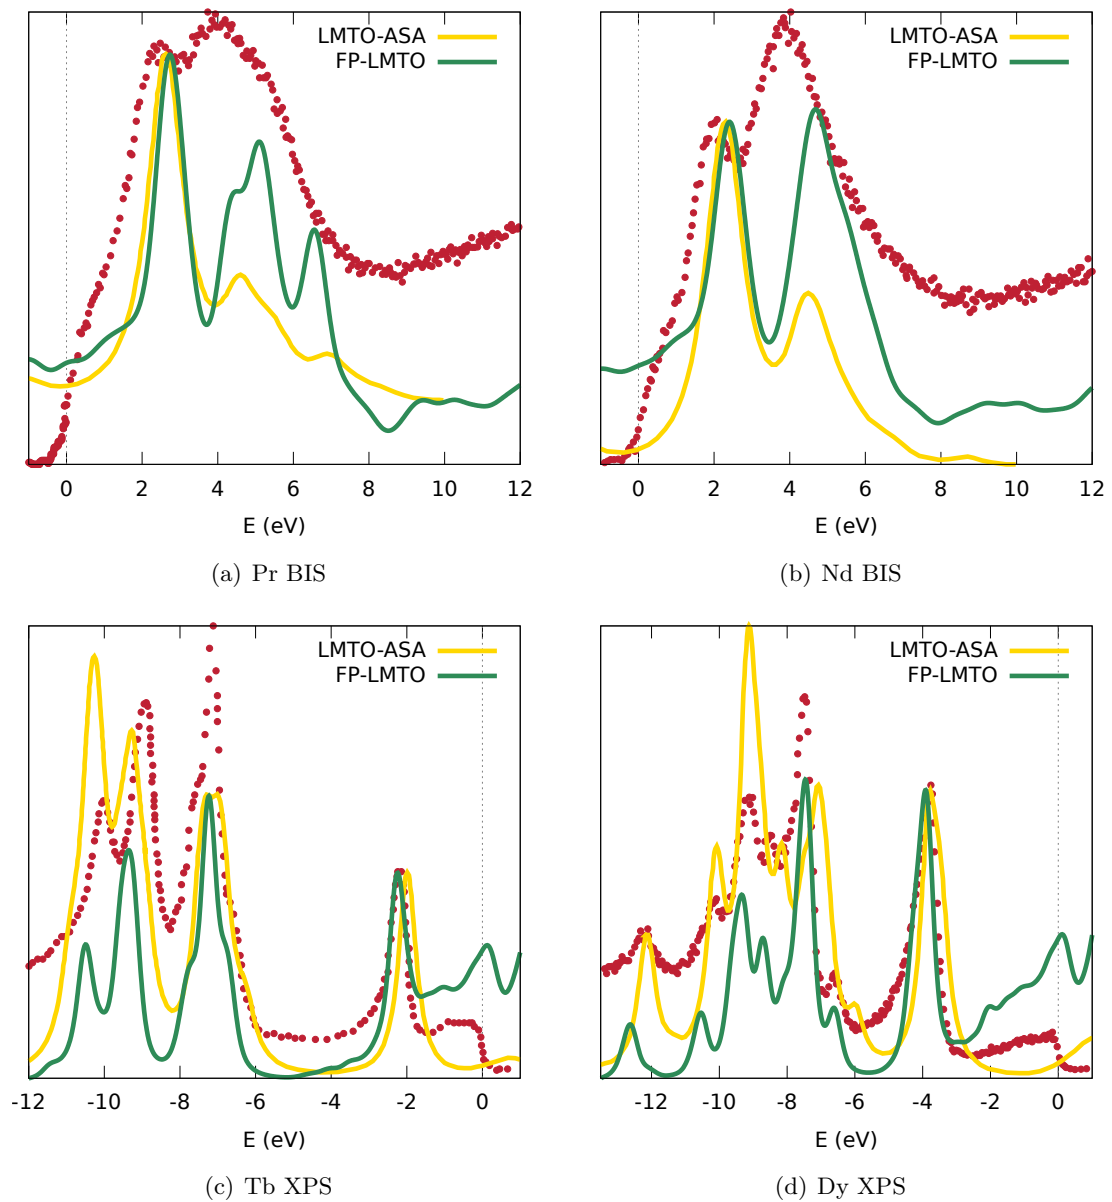 LMTO-ASA
FP-LMTO
0 2 4 6 8 10 12
E (eV)
(a) Pr BIS
LMTO-ASA
FP-LMTO
0 2 4 6 8 10 12
E (eV)
(b) Nd BIS
LMTO-ASA
FP-LMTO
-12 -10 -8 -6 -4 -2 0
E (eV)
(c) Tb XPS
LMTO-ASA
FP-LMTO
-12 -10 -8 -6 -4 -2 0
E (eV)
(d) Dy XPS